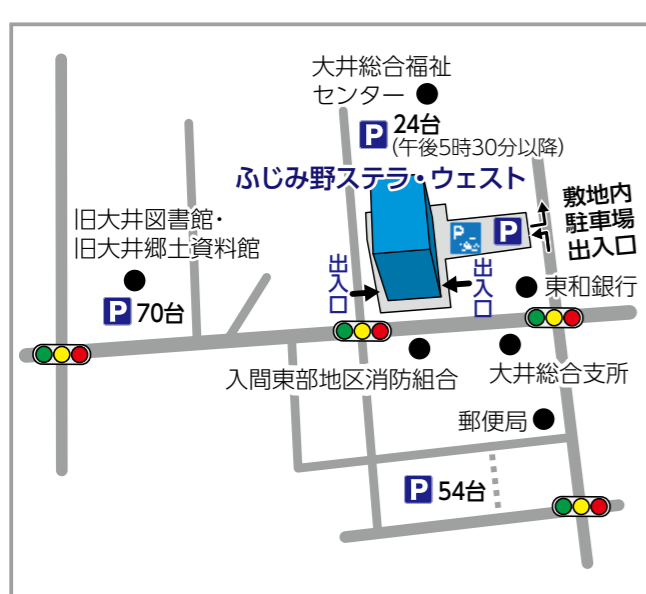 大井総合福祉
センター
P 24台
(午後5時30分以降)
ふじみ野ステラ・ウェスト
敷地内
駐車場
出入口
P
P
旧大井図書館・
旧大井郷土資料館
P 70台
出入口
出入口
東和銀行
入間東部地区消防組合
大井総合支所
郵便局
P 54台